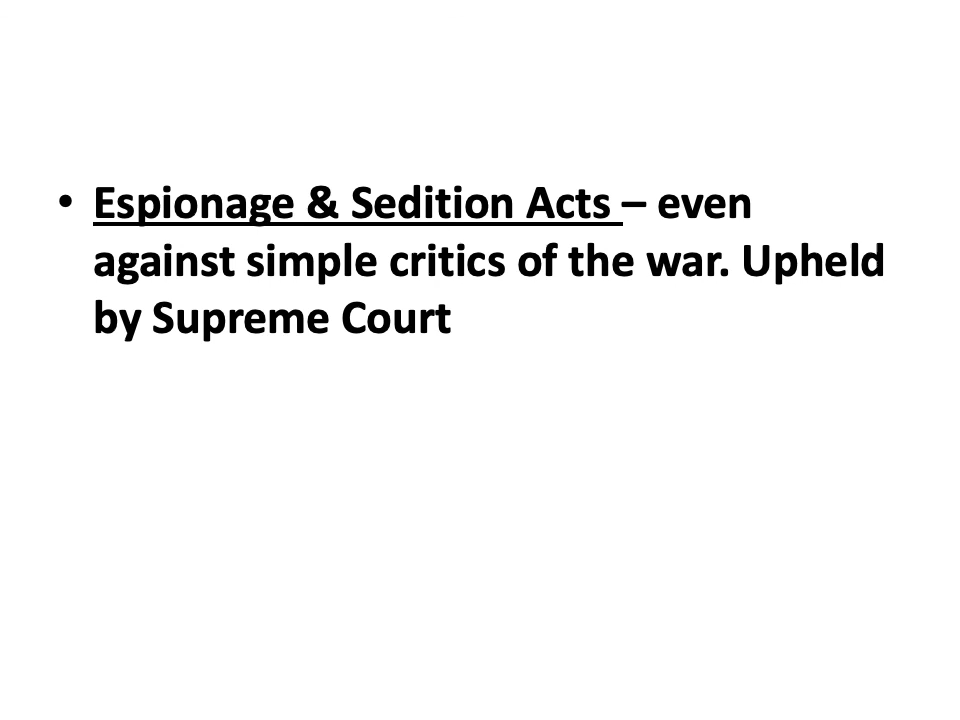 • Espionage & Sedition Acts – even
against simple critics of the war. Upheld
by Supreme Court